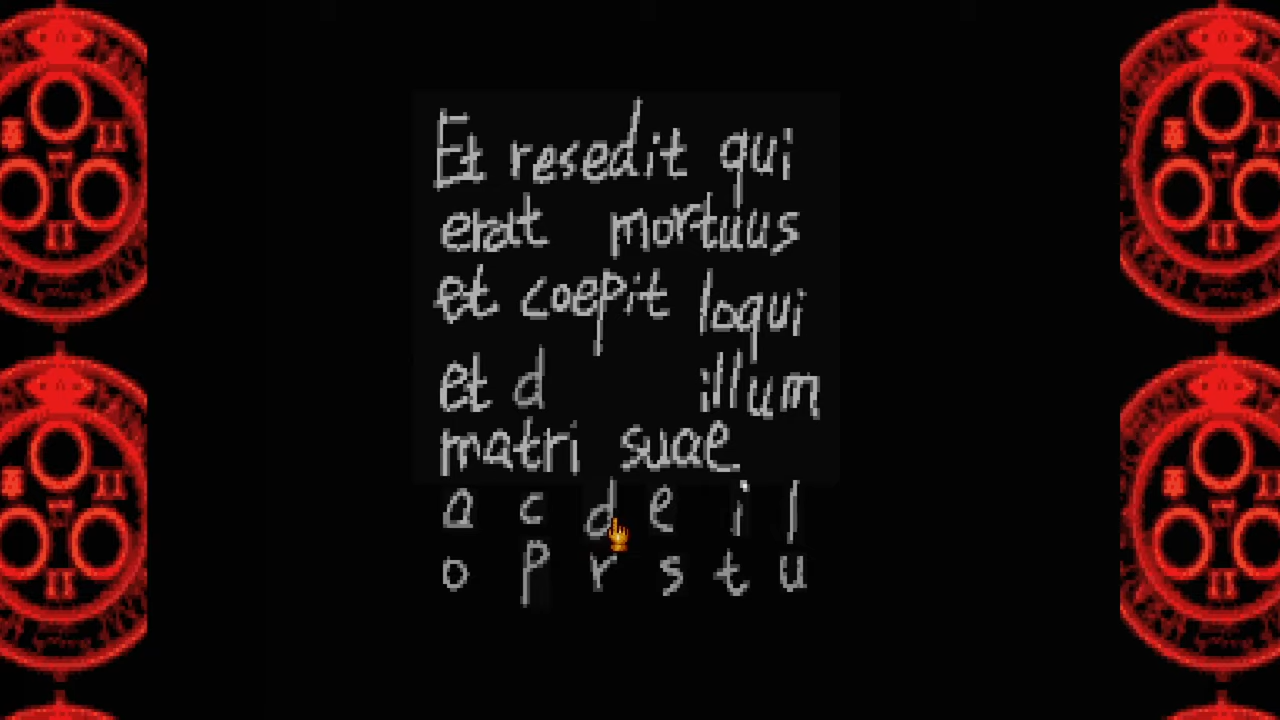 Et resedit qui
erat mortuus
et coepit loqui
et d illum
matri suae
a c d e i l
o p r s t u